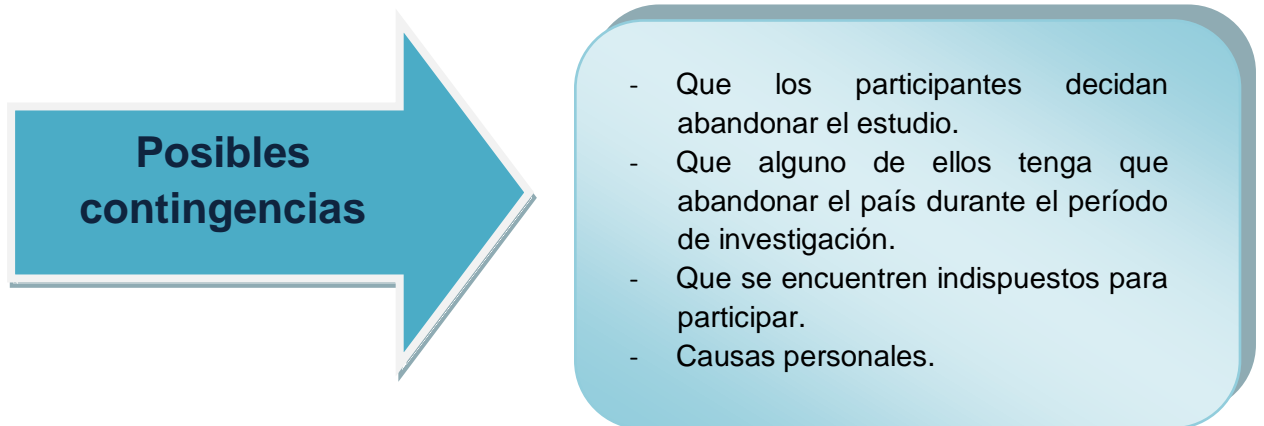 Posibles
contingencias
- Que los participantes decidan
abandonar el estudio.
- Que alguno de ellos tenga que
abandonar el país durante el período
de investigación.
- Que se encuentren indispuestos para
participar.
- Causas personales.